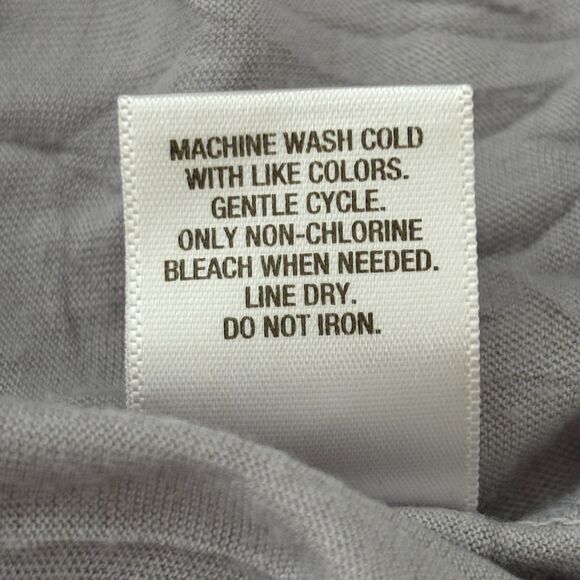 MACHINE WASH COLD
WITH LIKE COLORS.
GENTLE CYCLE.
ONLY NON-CHLORINE
BLEACH WHEN NEEDED.
LINE DRY.
DO NOT IRON.